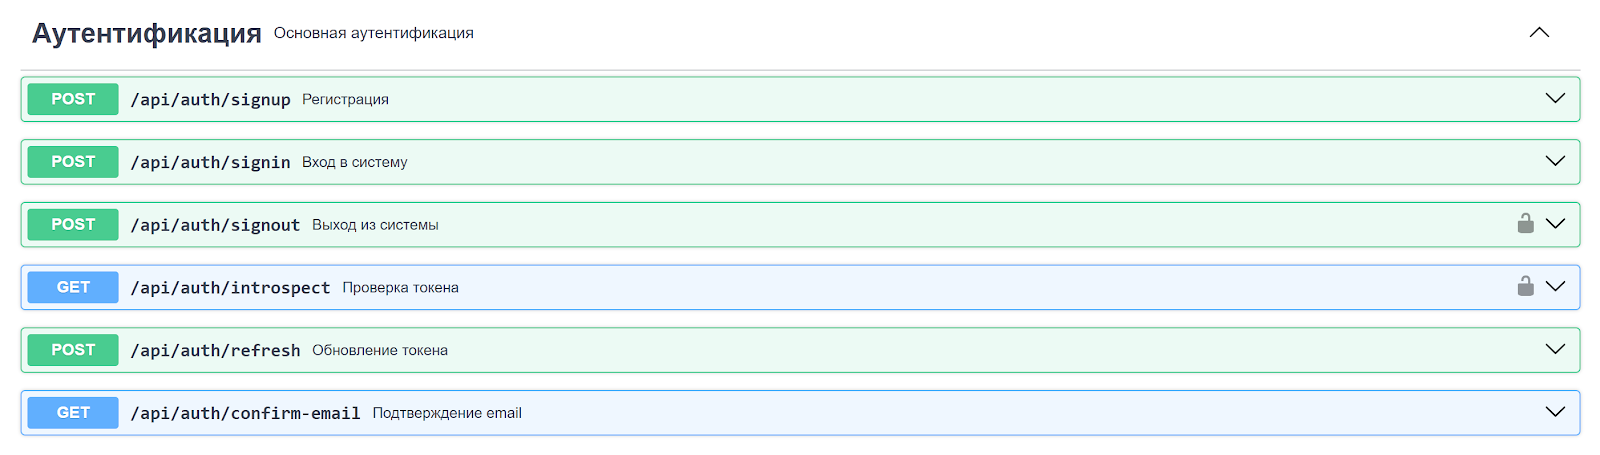 Аутентификация Основная аутентификация
POST /api/auth/signup Регистрация
POST /api/auth/signin Вход в систему
POST /api/auth/signout Выход из системы
GET /api/auth/introspect Проверка токена
POST /api/auth/refresh Обновление токена
GET /api/auth/confirm-email Подтверждение email